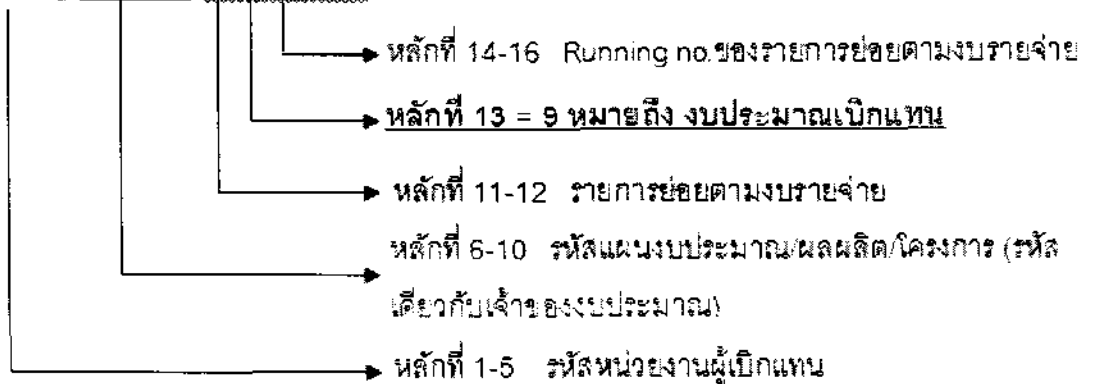 หลักที่ 14-16 Running no.ของรายการย่อยตามงบรายจ่าย
หลักที่ 13 = 9 หมายถึง งบประมาณเบิกแทน
หลักที่ 11-12 รายการย่อยตามงบรายจ่าย
หลักที่ 6-10 รหัสแผนงบประมาณ/ผลผลิต/โครงการ (รหัส
เดียวกับเจ้าของงบประมาณ)
หลักที่ 1-5 รหัสหน่วยงานผู้เบิกแทน